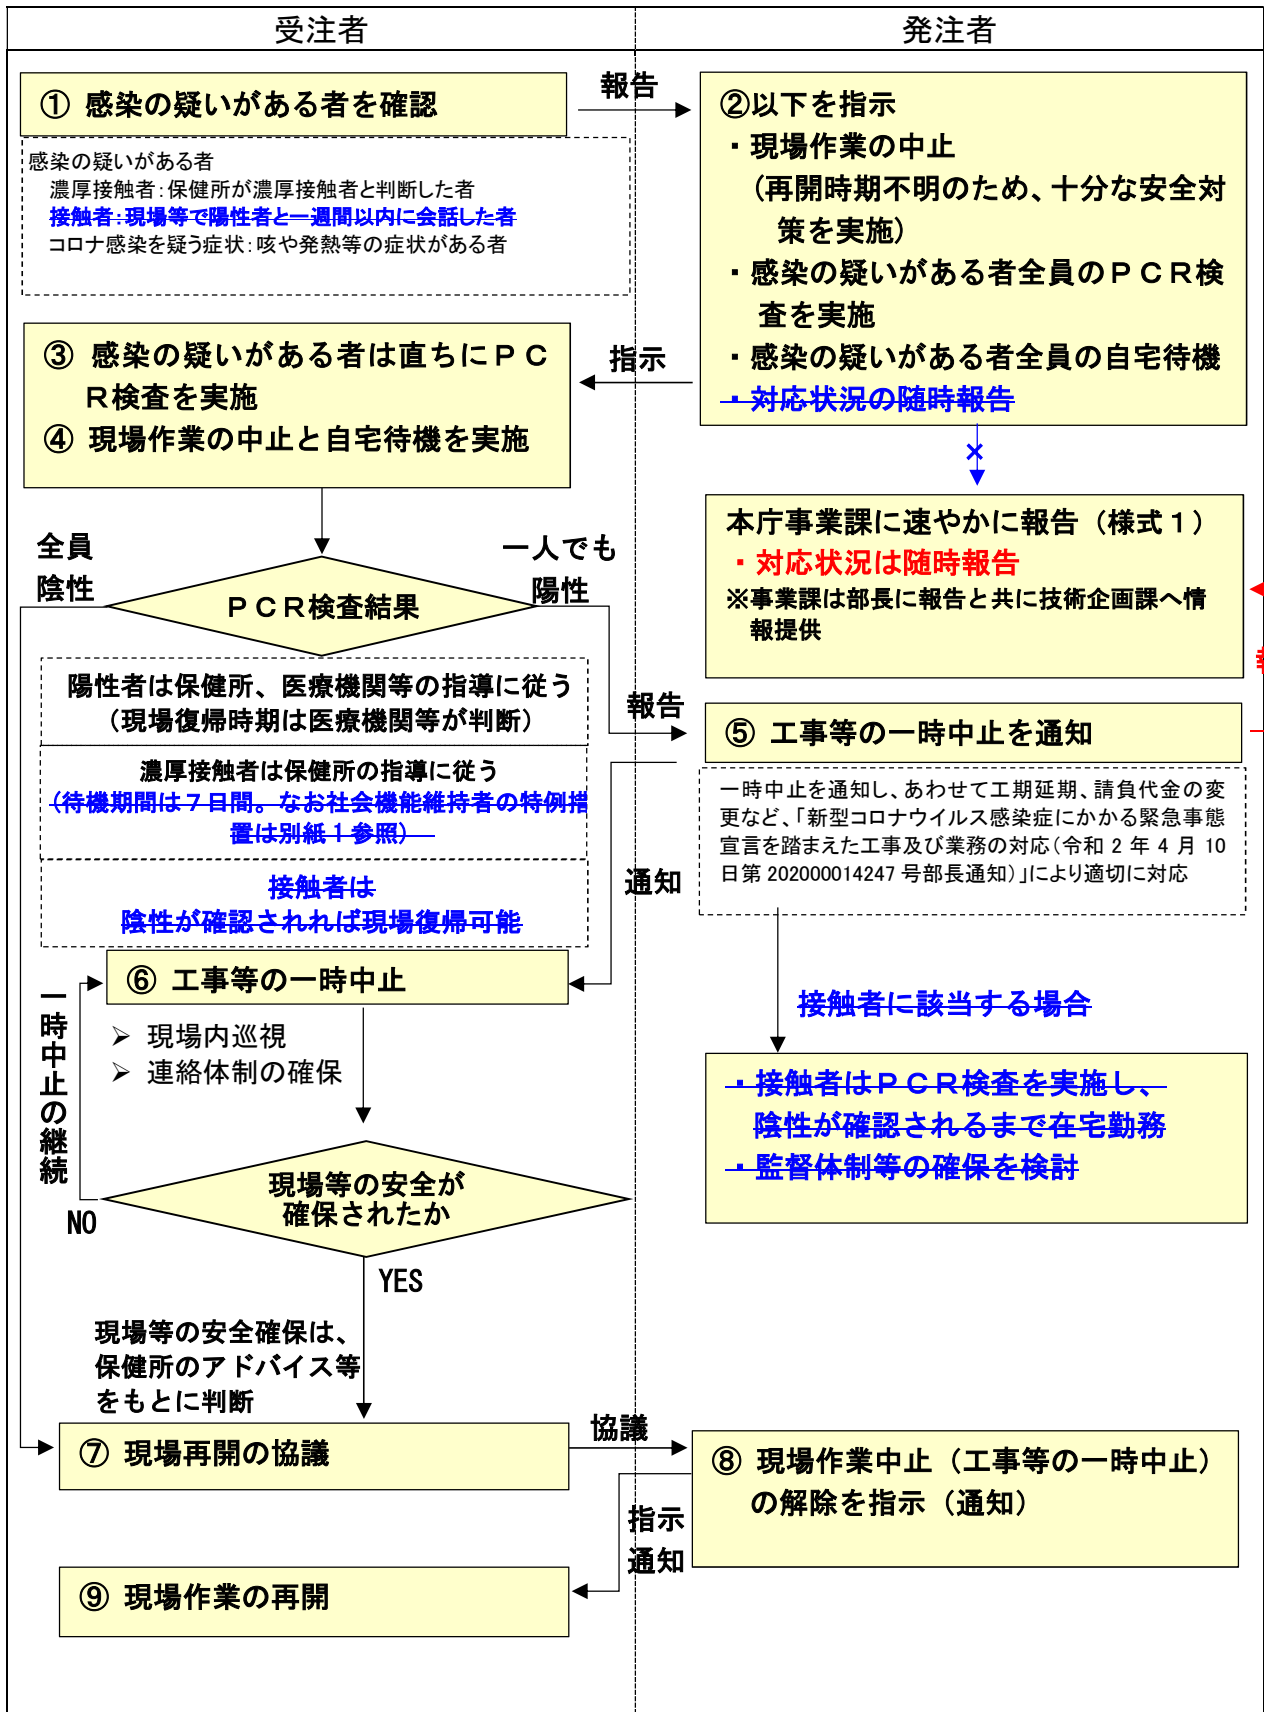 受注者
発注者
① 感染の疑いがある者を確認
報告
感染の疑いがある者
濃厚接触者:保健所が濃厚接触者と判断した者
接触者:現場等で陽性者と一週間以内に会話した者
コロナ感染を疑う症状:咳や発熱等の症状がある者
②以下を指示
・現場作業の中止
(再開時期不明のため、十分な安全対
策を実施)
・感染の疑いがある者全員のPCR検
査を実施
・感染の疑いがある者全員の自宅待機
・対応状況の随時報告
×
指示
③ 感染の疑いがある者は直ちにPC
R検査を実施
④ 現場作業の中止と自宅待機を実施
本庁事業課に速やかに報告(様式1)
・対応状況は随時報告
※事業課は部長に報告と共に技術企画課へ情
報提供
全員
陰性
一人でも
陽性
PCR検査結果
陽性者は保健所、医療機関等の指導に従う
(現場復帰時期は医療機関等が判断)
濃厚接触者は保健所の指導に従う
(待機期間は7日間。なお社会機能維持者の特例措
置は別紙1参照)
接触者は
陰性が確認されれば現場復帰可能
報告
⑤ 工事等の一時中止を通知
一時中止を通知し、あわせて工期延期、請負代金の変
更など、「新型コロナウイルス感染症にかかる緊急事態
宣言を踏まえた工事及び業務の対応(令和 2 年 4 月 10
日第 202000014247 号部長通知)」により適切に対応
通知
⑥ 工事等の一時中止
➢ 現場内巡視
➢ 連絡体制の確保
一時中止の継続
接触者に該当する場合
・接触者はPCR検査を実施し、
陰性が確認されるまで在宅勤務
・監督体制等の確保を検討
現場等の安全が
確保されたか
NO
YES
現場等の安全確保は、
保健所のアドバイス等
をもとに判断
⑦ 現場再開の協議
協議
⑧ 現場作業中止(工事等の一時中止)
の解除を指示(通知)
指示
通知
⑨ 現場作業の再開